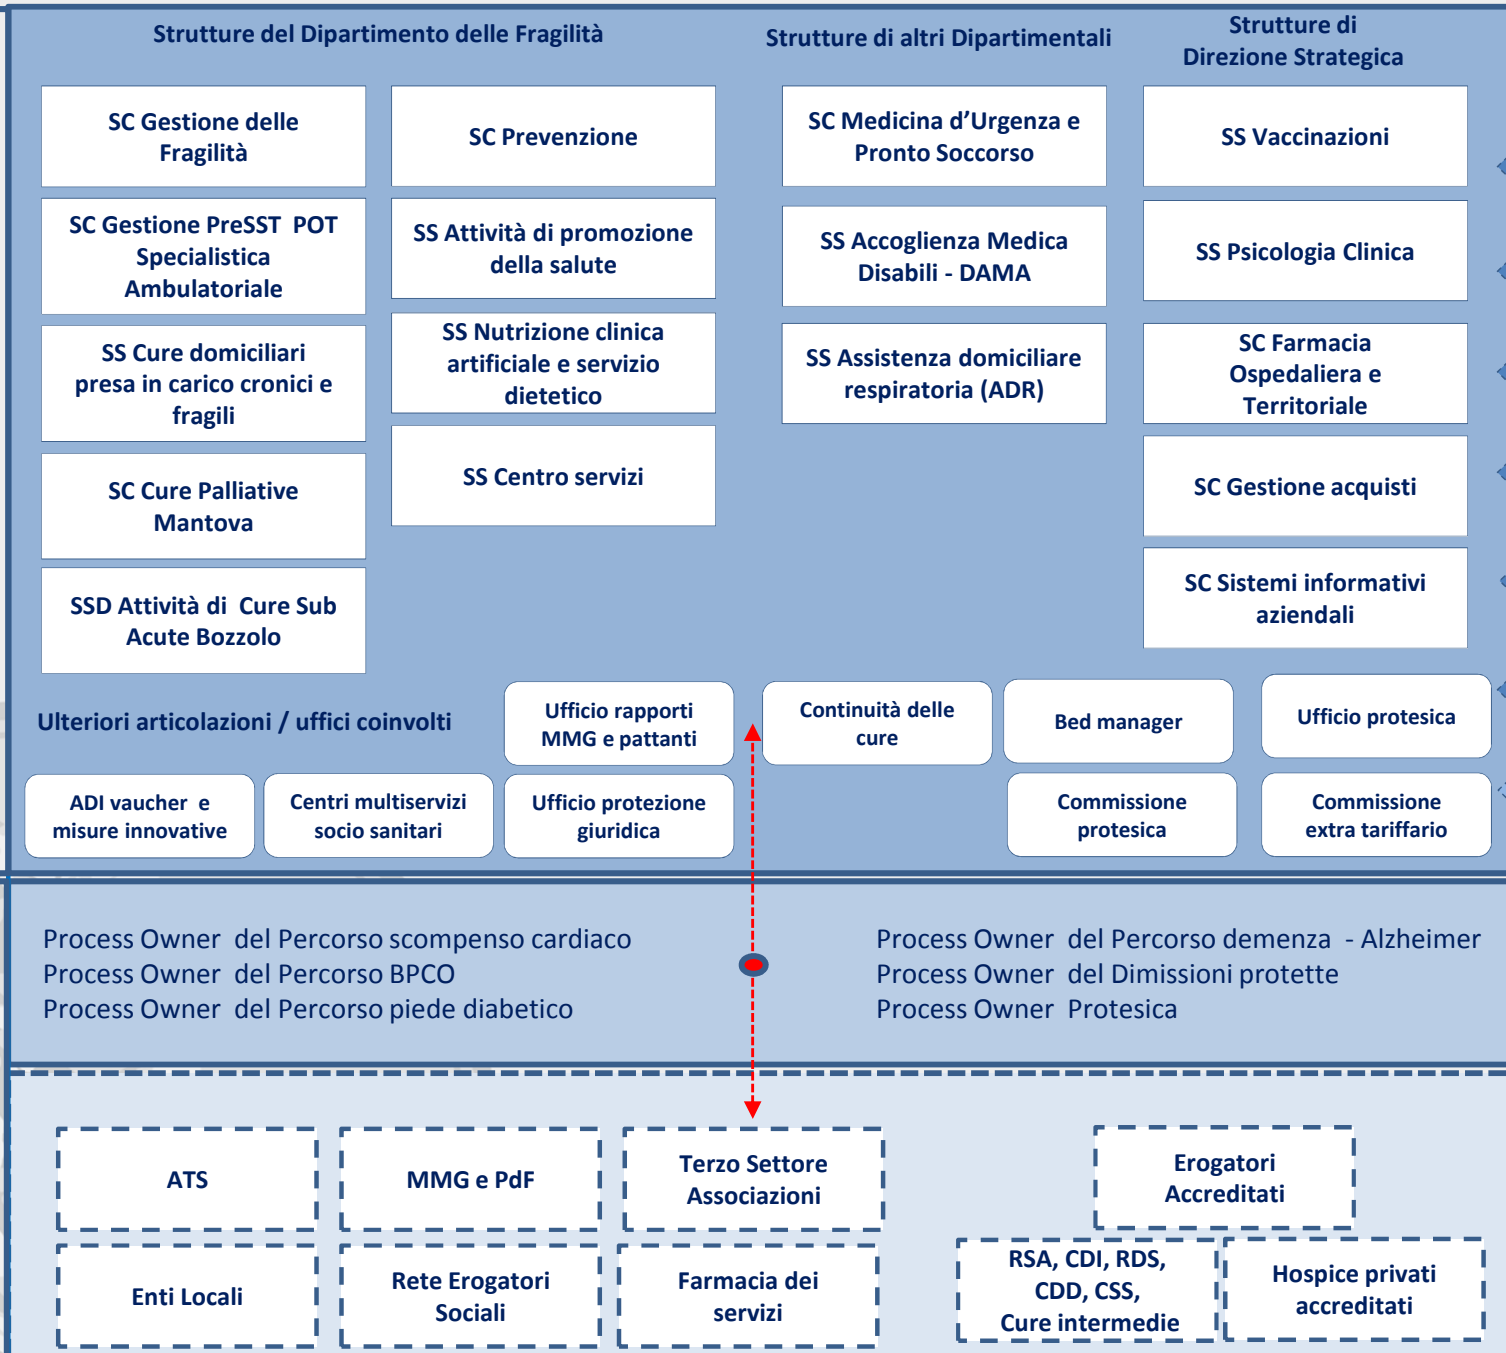 Strutture del Dipartimento delle Fragilità
Strutture di altri Dipartimentali
Strutture di
Direzione Strategica
SC Gestione delle
Fragilità
SC Prevenzione
SC Medicina d’Urgenza e
Pronto Soccorso
SS Vaccinazioni
SC Gestione PreSST POT
Specialistica
Ambulatoriale
SS Attività di promozione
della salute
SS Accoglienza Medica
Disabili - DAMA
SS Psicologia Clinica
SS Cure domiciliari
presa in carico cronici e
fragili
SS Nutrizione clinica
artificiale e servizio
dietetico
SS Assistenza domiciliare
respiratoria (ADR)
SC Farmacia
Ospedaliera e
Territoriale
SC Cure Palliative
Mantova
SS Centro servizi
SC Gestione acquisti
SSD Attività di Cure Sub
Acute Bozzolo
SC Sistemi informativi
aziendali
Ulteriori articolazioni / uffici coinvolti
Ufficio rapporti
MMG e pattanti
Continuità delle
cure
Bed manager
Ufficio protesica
ADI vaucher e
misure innovative
Centri multiservizi
socio sanitari
Ufficio protezione
giuridica
Commissione
protesica
Commissione
extra tariffario
Process Owner del Percorso scompenso cardiaco
Process Owner del Percorso BPCO
Process Owner del Percorso piede diabetico
Process Owner del Percorso demenza - Alzheimer
Process Owner del Dimissioni protette
Process Owner Protesica
ATS
MMG e PdF
Terzo Settore
Associazioni
Erogatori
Accreditati
Enti Locali
Rete Erogatori
Sociali
Farmacia dei
servizi
RSA, CDI, RDS,
CDD, CSS,
Cure intermedie
Hospice privati
accreditati